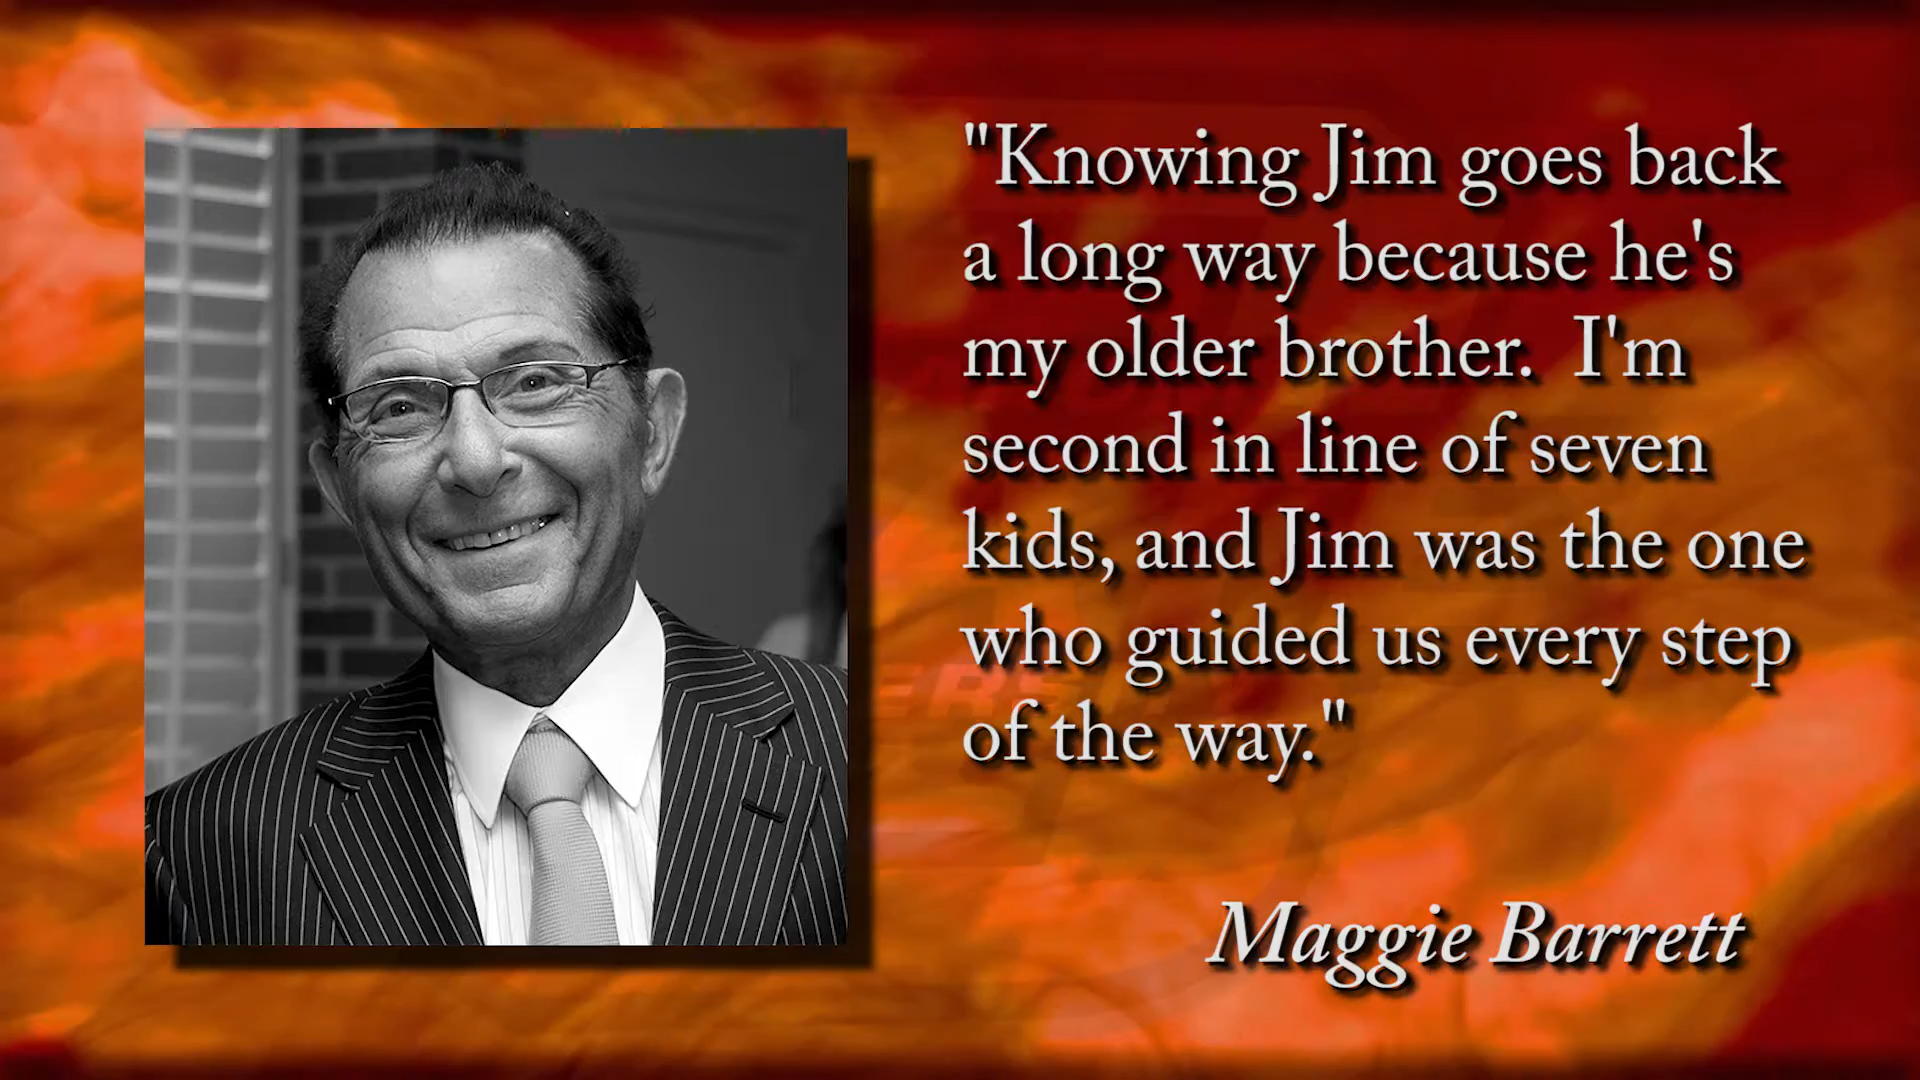 "Knowing Jim goes back
a long way because he's
my older brother.  I'm
second in line of seven
kids, and Jim was the one
who guided us every step
of the way."
Maggie Barrett